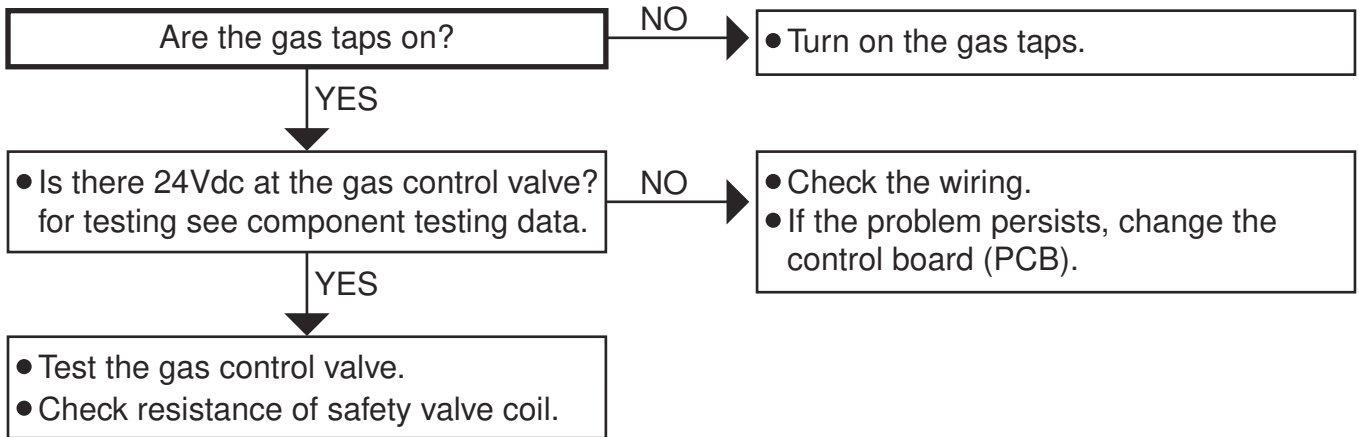 Are the gas taps on?
NO
● Turn on the gas taps.
YES
● Is there 24Vdc at the gas control valve?
for testing see component testing data.
NO
● Check the wiring.
● If the problem persists, change the
control board (PCB).
YES
● Test the gas control valve.
● Check resistance of safety valve coil.